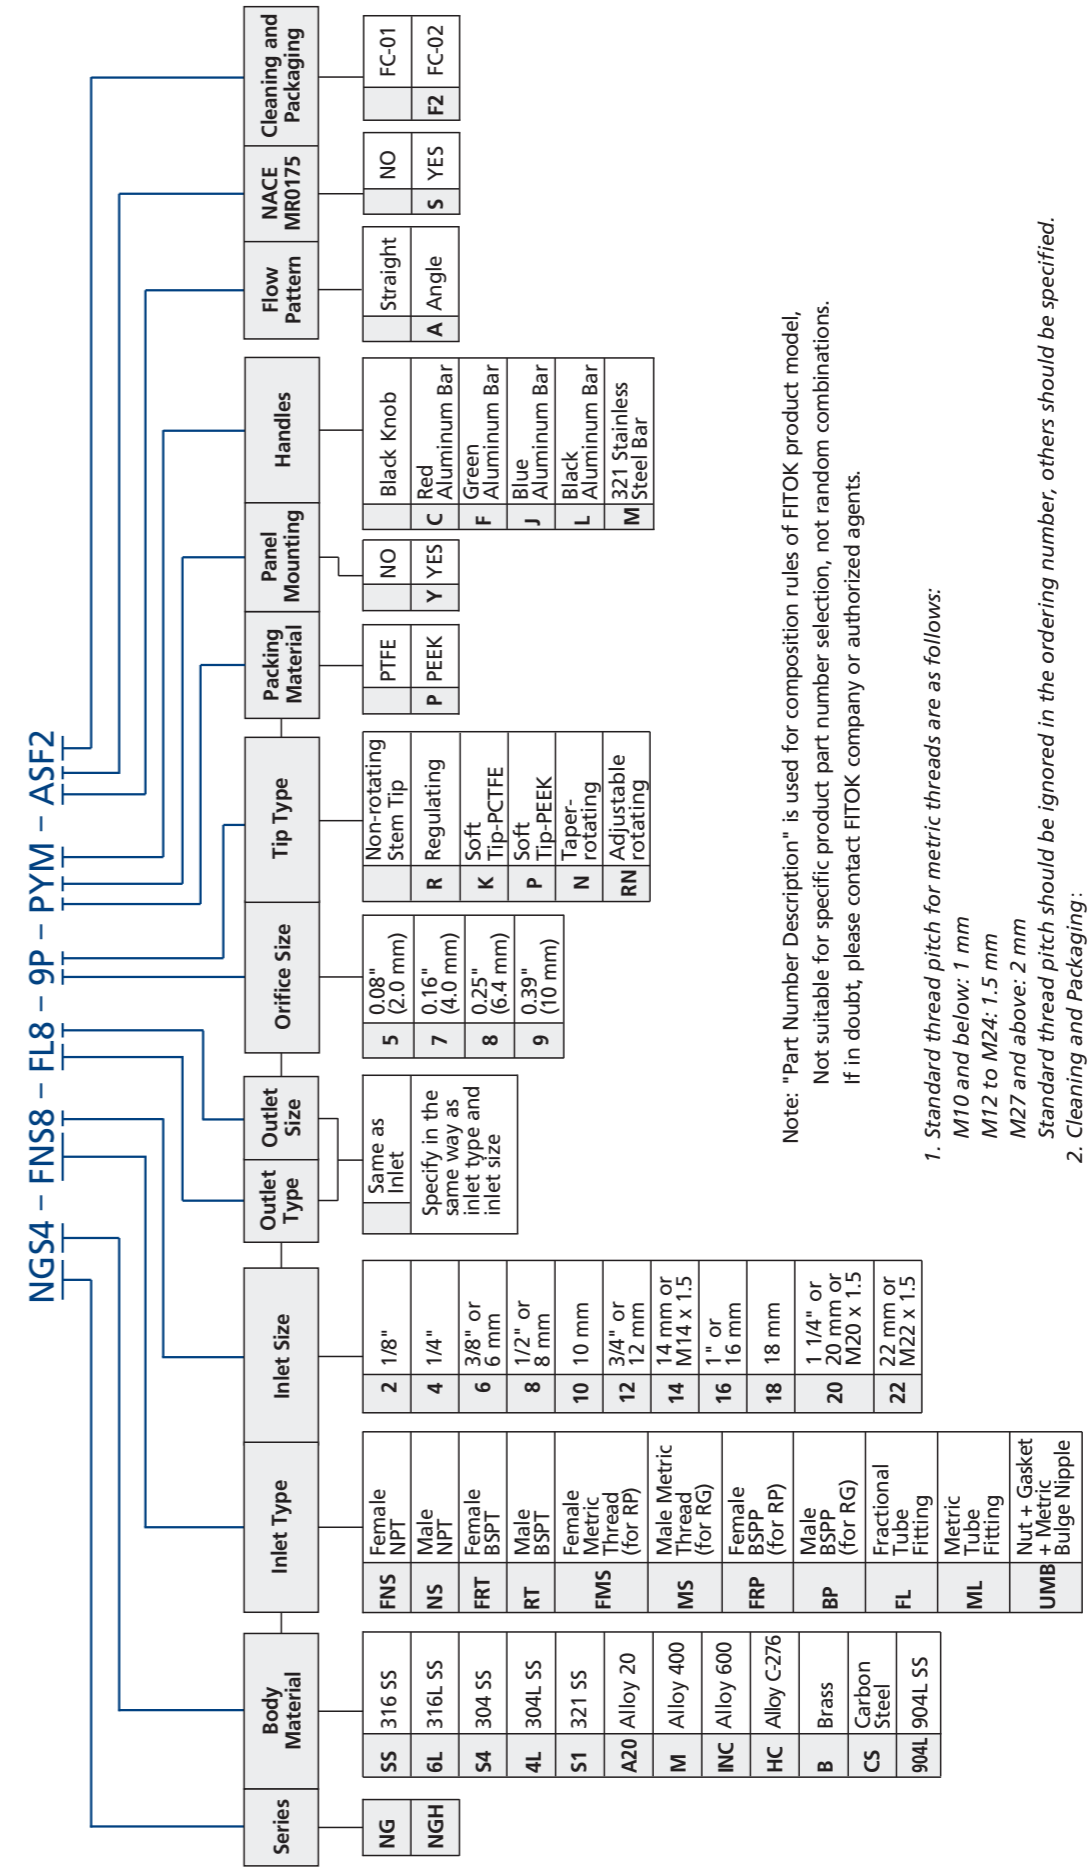 NGS4 – FNS8 – FL8 – 9P – PYM – ASF2
Series
NG
NGH
Body
Material
SS 316 SS
6L 316L SS
S4 304 SS
4L 304L SS
S1 321 SS
A20 Alloy 20
M Alloy 400
INC Alloy 600
HC Alloy C-276
B Brass
CS Carbon
Steel
904L 904L SS
Inlet Type
FNS Female
NPT
NS Male
NPT
FRT Female
BSPT
RT Male
BSPT
FMS Female
Metric
Thread
(for RP)
MS Male Metric
Thread
(for RG)
FRP Female
BSPP
(for RP)
BP Male
BSPP
(for RG)
FL Fractional
Tube
Fitting
ML Metric
Tube
Fitting
UMB Nut + Gasket
+ Metric
Bulge Nipple
Inlet Size
2 1/8"
4 1/4"
6 3/8" or
6 mm
8 1/2" or
8 mm
10 10 mm
12 3/4" or
12 mm
14 14 mm or
M14 x 1.5
16 1" or
16 mm
18 18 mm
20 1 1/4" or
20 mm or
M20 x 1.5
22 22 mm or
M22 x 1.5
Outlet
Type
Outlet
Size
Same as
Inlet
Specify in the
same way as
inlet type and
inlet size
Orifice Size
5 0.08"
(2.0 mm)
7 0.16"
(4.0 mm)
8 0.25"
(6.4 mm)
9 0.39"
(10 mm)
Tip Type
Non-rotating
Stem Tip
R Regulating
K Soft
Tip-PCTFE
P Soft
Tip-PEEK
N Taper-
rotating
RN Adjustable
rotating
Packing
Material
PTFE
P PEEK
Panel
Mounting
NO
Y YES
Handles
Black Knob
C Red
Aluminum Bar
F Green
Aluminum Bar
J Blue
Aluminum Bar
L Black
Aluminum Bar
M 321 Stainless
Steel Bar
Flow
Pattern
Straight
A Angle
NACE
MR0175
NO
S YES
Cleaning and
Packaging
FC-01
F2 FC-02
Note: "Part Number Description" is used for composition rules of FITOK product model,
Not suitable for specific product part number selection, not random combinations.
If in doubt, please contact FITOK company or authorized agents.
1. Standard thread pitch for metric threads are as follows:
M10 and below: 1 mm
M12 to M24: 1.5 mm
M27 and above: 2 mm
Standard thread pitch should be ignored in the ordering number, others should be specified.
2. Cleaning and Packaging: